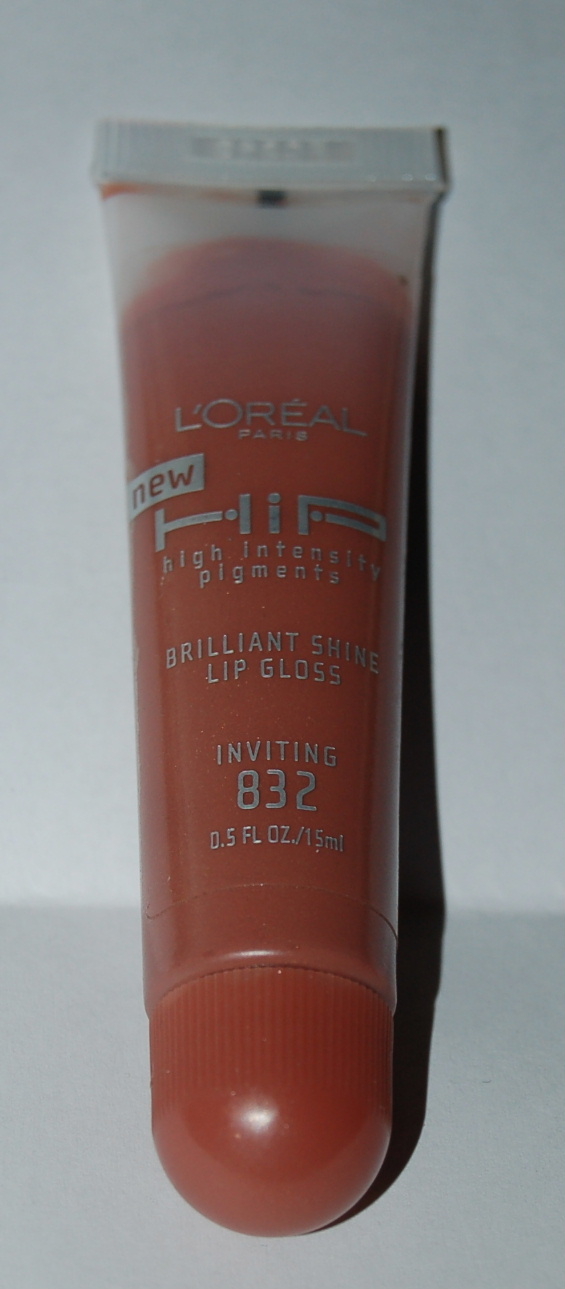 L'ORÉAL
PARIS
new
HiP
high intensity
pigments
BRILLIANT SHINE
LIP GLOSS
INVITING
832
0.5 FL OZ./15ml